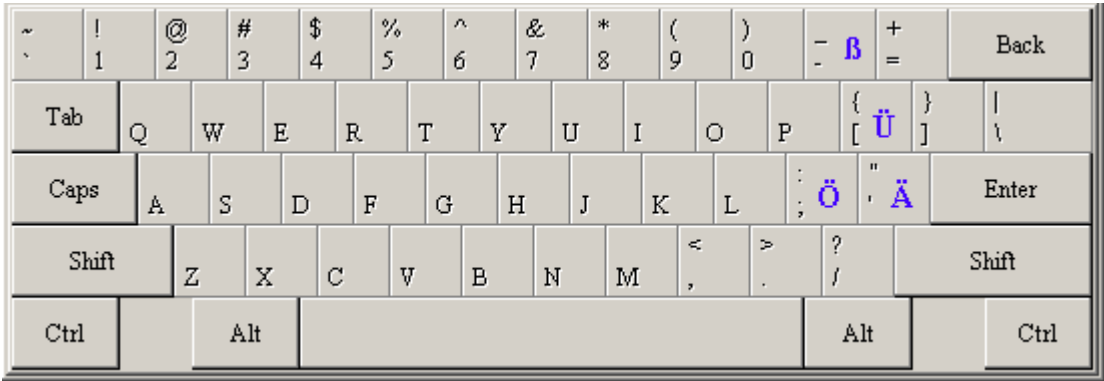 ~ ! @ # $ % ^ & * ( ) _ ß + Back
` 1 2 3 4 5 6 7 8 9 0 - =
Tab Q W E R T Y U I O P { [ Ü } ] | \
Caps A S D F G H J K L : ; Ö " ' Ä Enter
Shift Z X C V B N M < , > . ? / Shift
Ctrl Alt Alt Ctrl